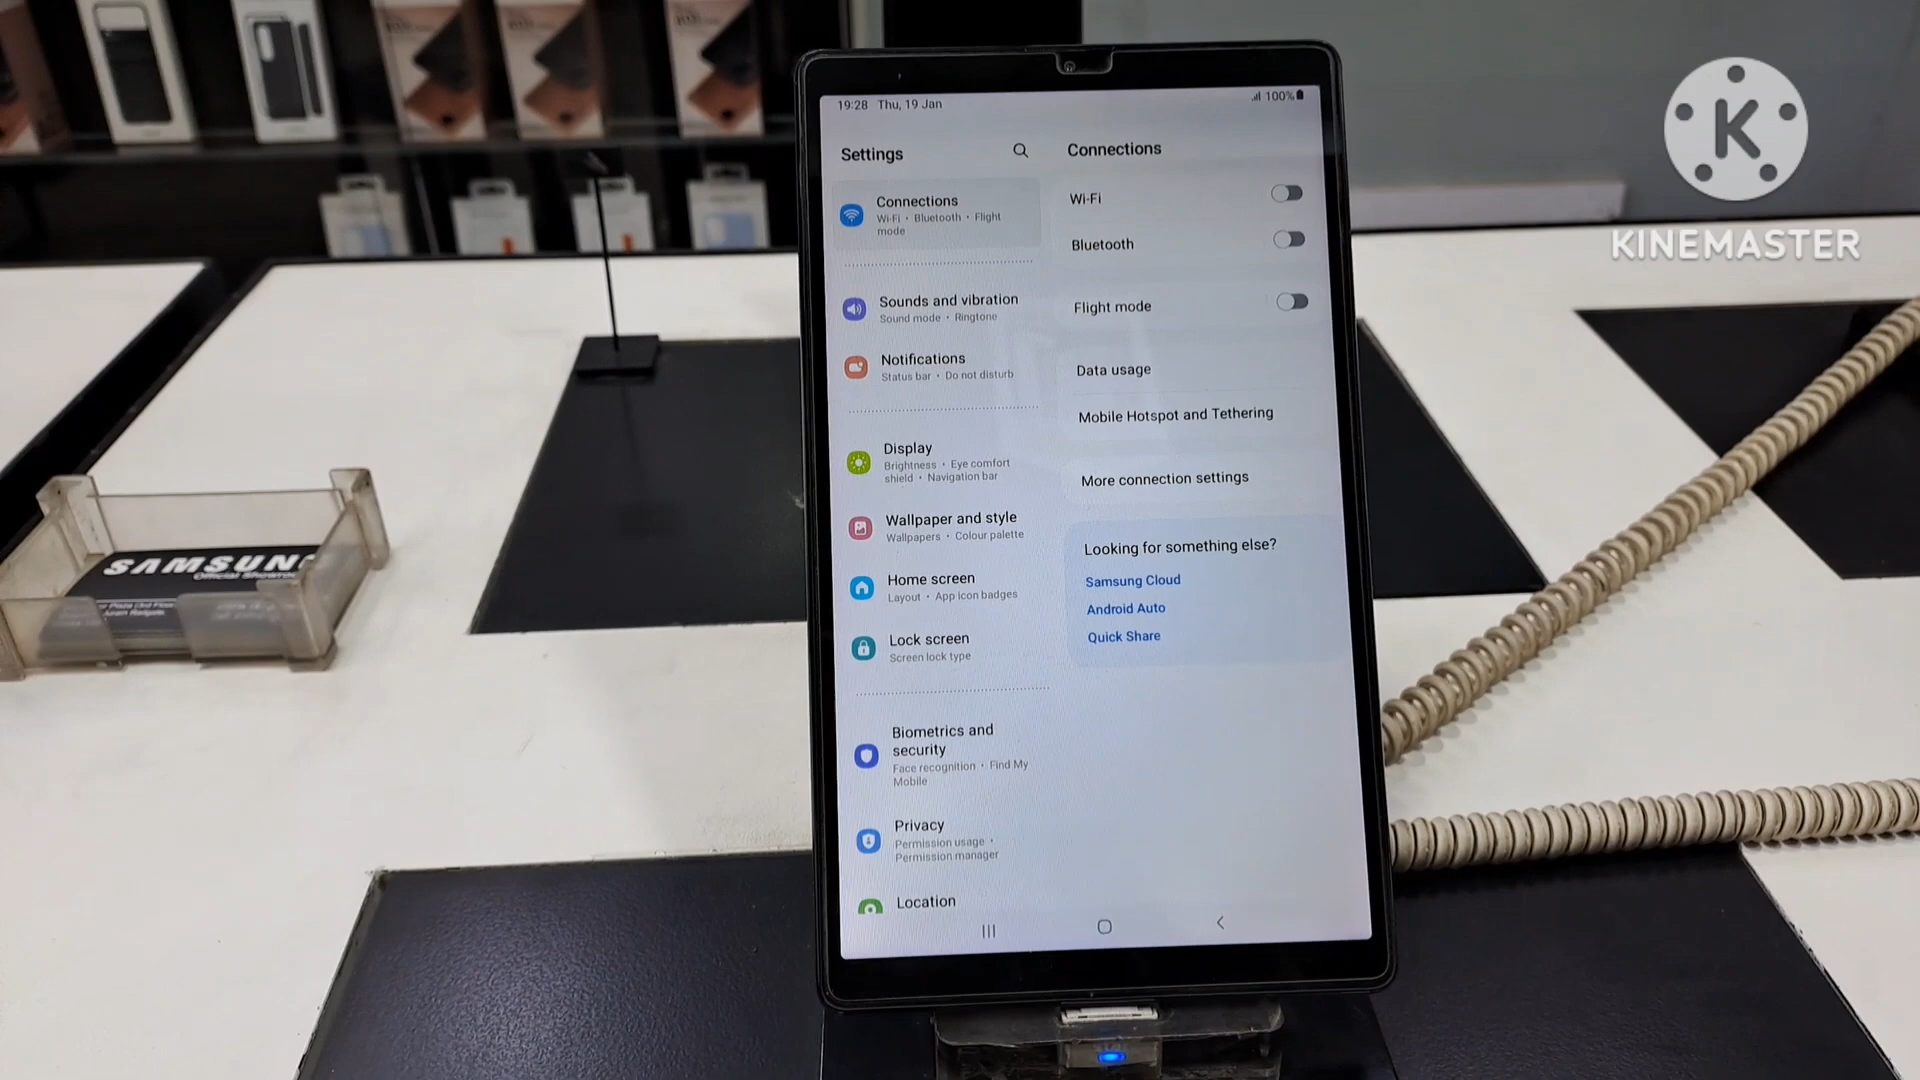 KINEMASTER
19:28 Thu, 19 Jan
100%
Settings
Connections
Wi-Fi • Bluetooth • Flight
mode
Sounds and vibration
Sound mode • Ringtone
Notifications
Status bar • Do not disturb
Display
Brightness • Eye comfort
shield • Navigation bar
Wallpaper and style
Wallpapers • Colour palette
Home screen
Layout • App icon badges
Lock screen
Screen lock type
Biometrics and
security
Face recognition • Find My
Mobile
Privacy
Permission usage •
Permission manager
Location
Connections
Wi-Fi
Bluetooth
Flight mode
Data usage
Mobile Hotspot and Tethering
More connection settings
Looking for something else?
Samsung Cloud
Android Auto
Quick Share
SAMSUNG
Official